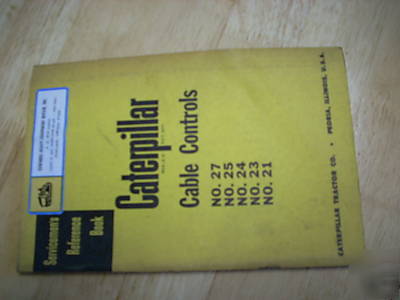 Servicemen's
Reference
Book
Caterpillar
Cable Controls
NO. 27
NO. 25
NO. 24
NO. 23
NO. 21
CATERPILLAR TRACTOR CO. • PEORIA, ILLINOIS, U.S.A.